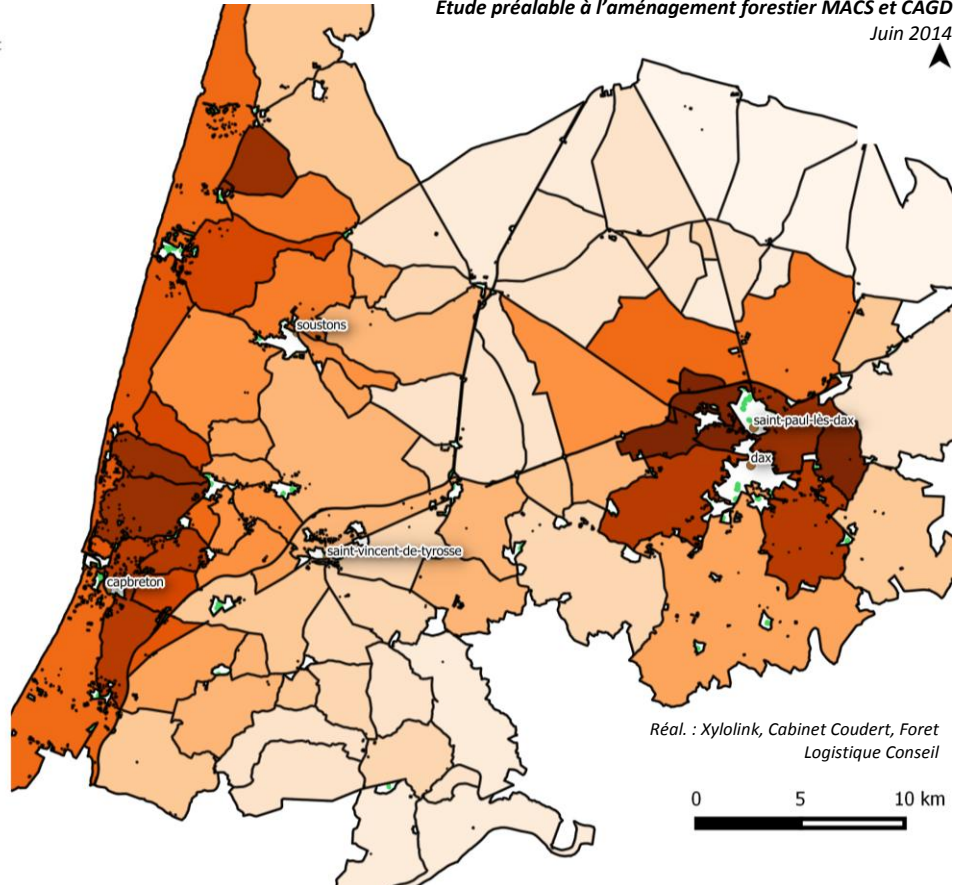 Etude préalable à l'aménagement forestier MACS et CAGD
Juin 2014
soustons
saint-paul-lès-dax
dax
saint-vincent-de-tyrosse
capbreton
Réal. : Xylolink, Cabinet Coudert, Foret
Logistique Conseil
0 5 10 km